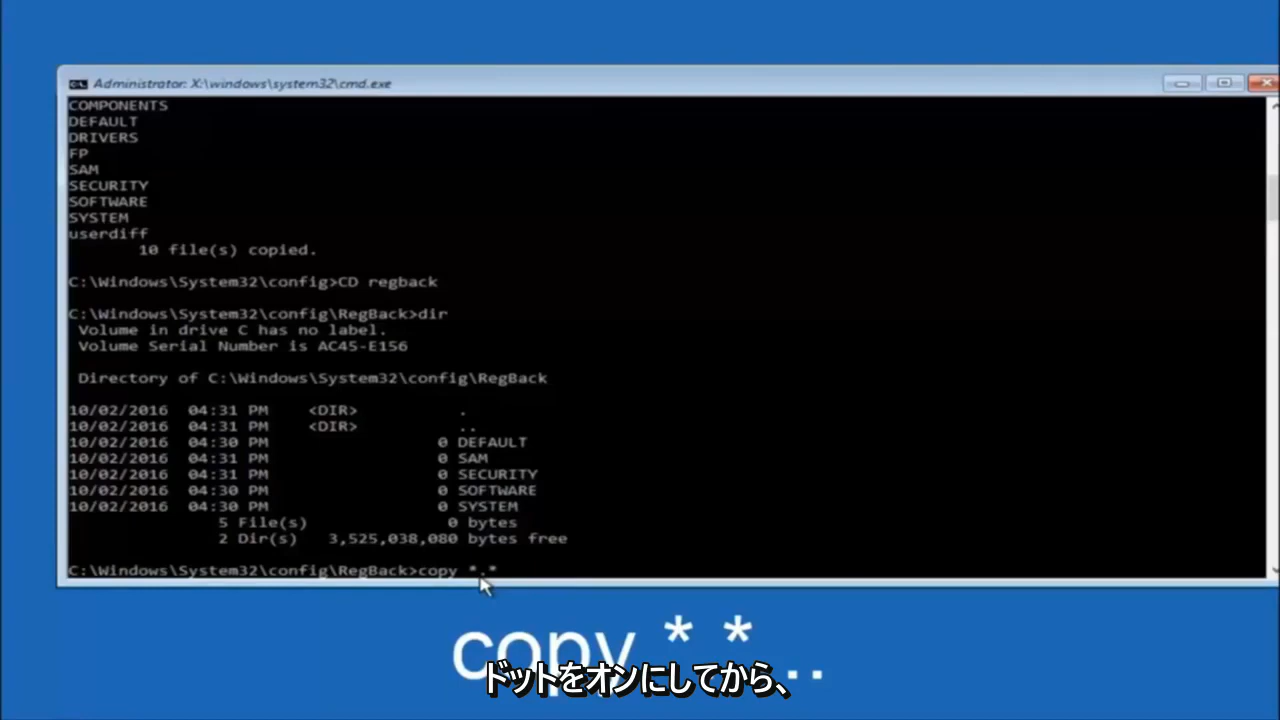 Administrator: X:\windows\system32\cmd.exe
COMPONENTS
DEFAULT
DRIVERS
FP
SAM
SECURITY
SOFTWARE
SYSTEM
userdiff
10 file(s) copied.
C:\Windows\System32\config>CD regback
C:\Windows\System32\config\RegBack>dir
Volume in drive C has no label.
Volume Serial Number is AC45-E156
Directory of C:\Windows\System32\config\RegBack
10/02/2016 04:31 PM <DIR> .
10/02/2016 04:31 PM <DIR> ..
10/02/2016 04:30 PM 0 DEFAULT
10/02/2016 04:31 PM 0 SAM
10/02/2016 04:31 PM 0 SECURITY
10/02/2016 04:30 PM 0 SOFTWARE
10/02/2016 04:30 PM 0 SYSTEM
5 File(s) 0 bytes
2 Dir(s) 3,525,038,080 bytes free
C:\Windows\System32\config\RegBack>copy *.*
copy *.* ..
ドットをオンにしてから、